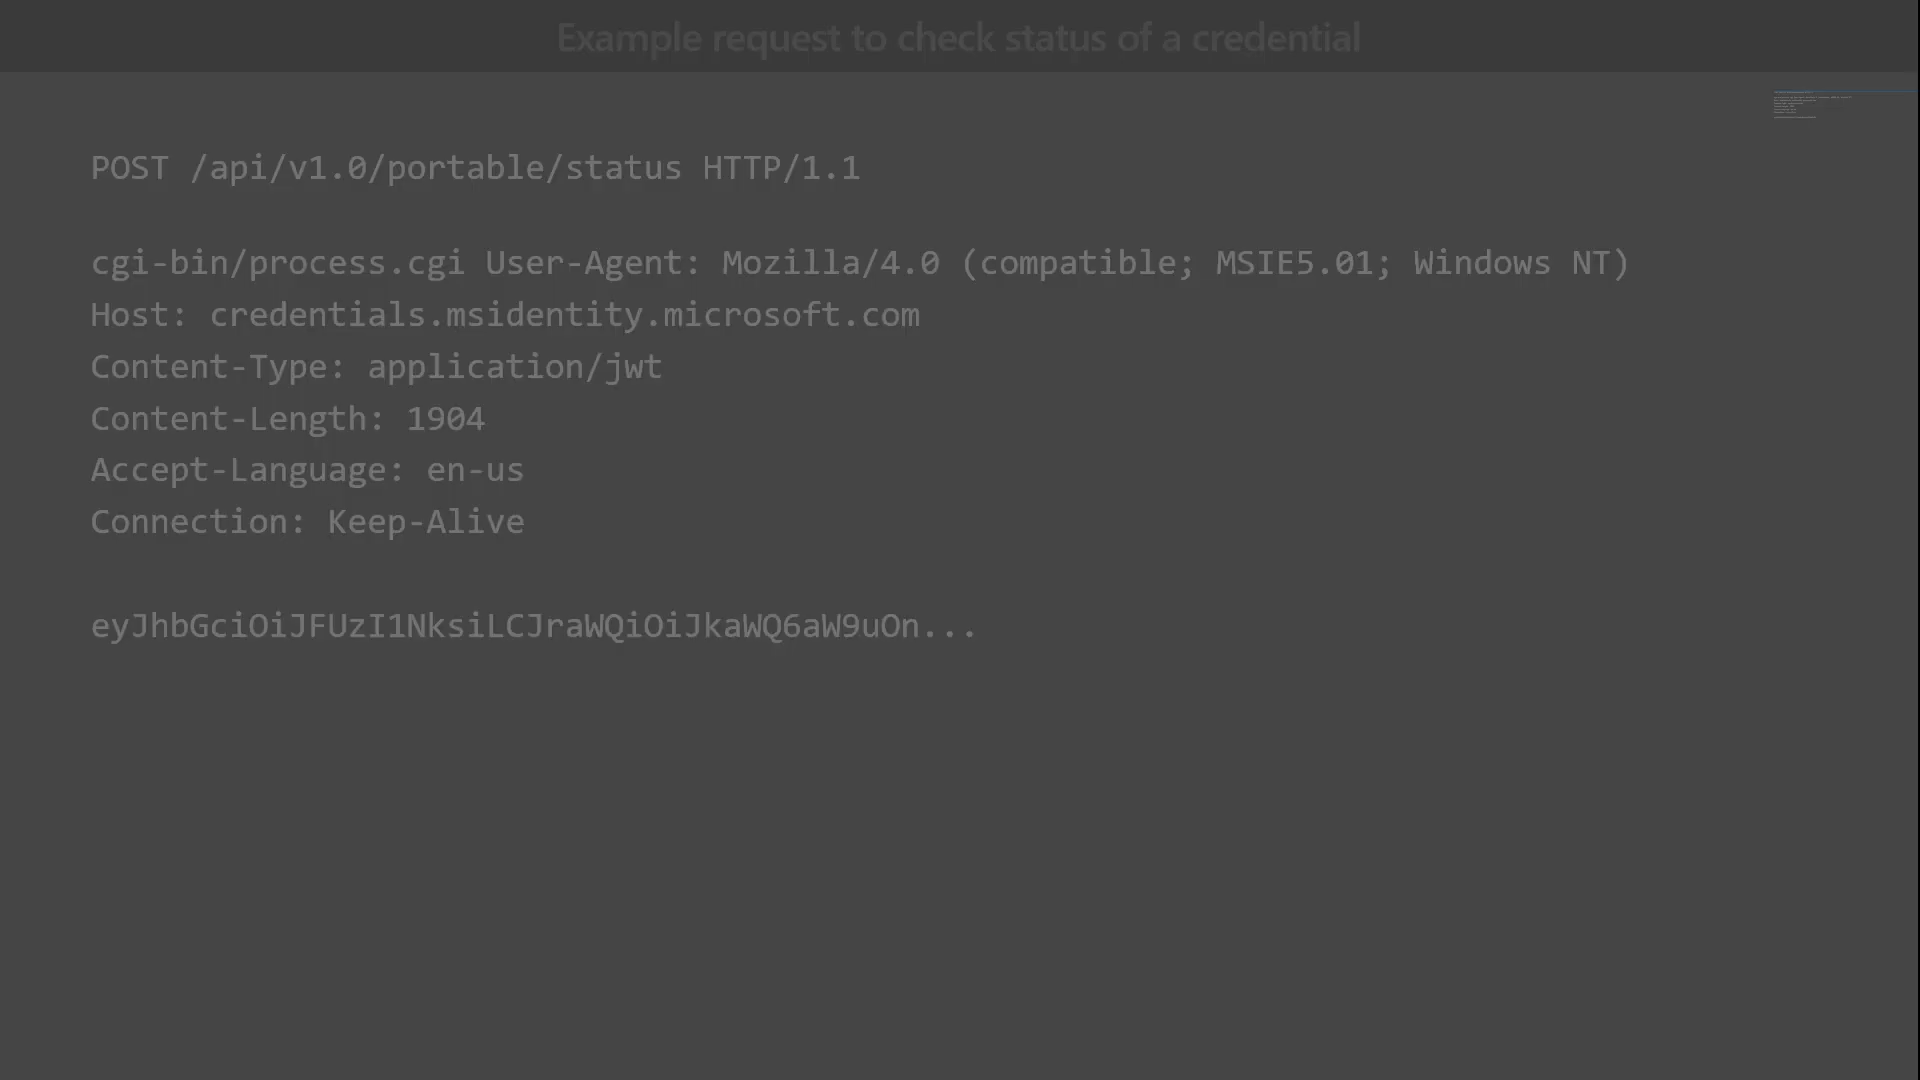 Example request to check status of a credential
POST /api/v1.0/portable/status HTTP/1.1
cgi-bin/process.cgi User-Agent: Mozilla/4.0 (compatible; MSIE5.01; Windows NT)
Host: credentials.msidentity.microsoft.com
Content-Type: application/jwt
Content-Length: 1904
Accept-Language: en-us
Connection: Keep-Alive
eyJhbGciOiJFUzI1NksiLCJraWQiOiJkaWQ6aW9uOn...